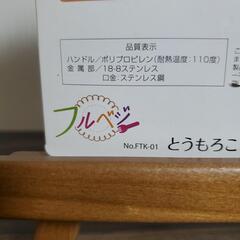 品質表示
ハンドル／ポリプロピレン(耐熱温度:110度)
金属部／18-8ステンレス
口金:ステンレス鋼
フルベジ
No.FTK-01
とうもろこ